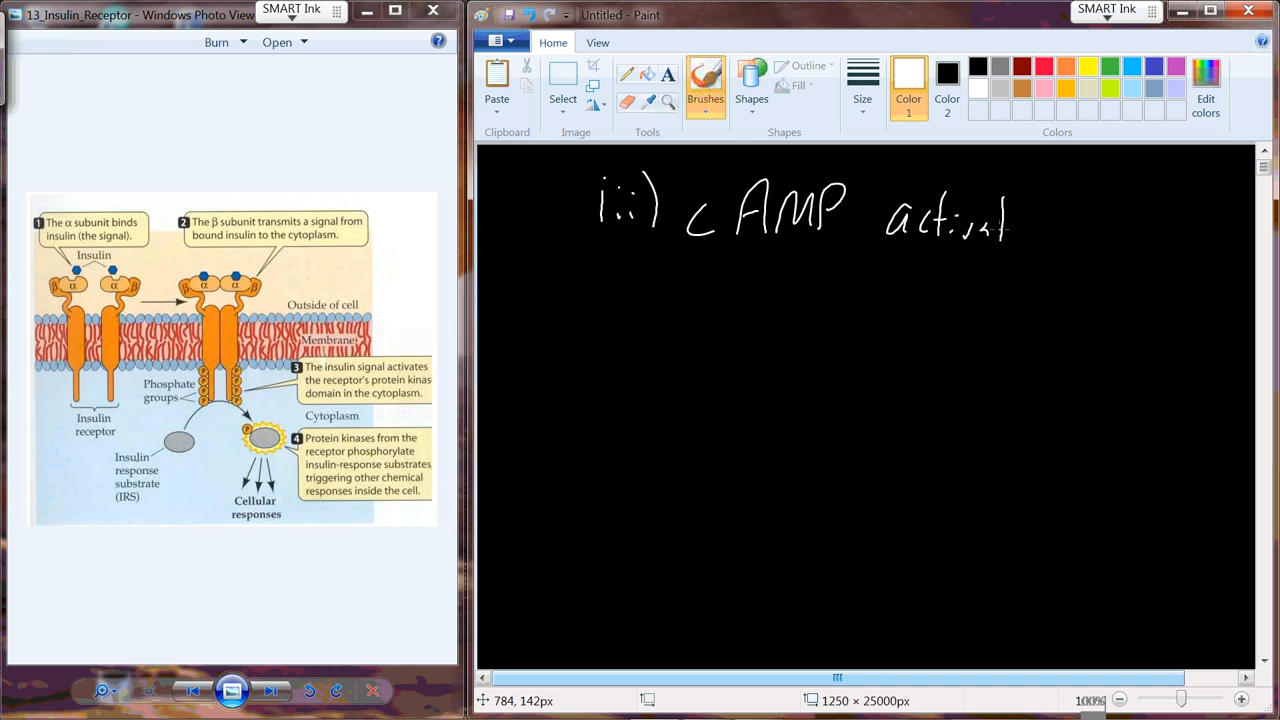 13_Insulin_Receptor - Windows Photo View
SMART Ink
Burn
Open
1 The α subunit binds
insulin (the signal).
2 The β subunit transmits a signal from
bound insulin to the cytoplasm.
Insulin
β α α β
β α α β
Outside of cell
Membrane
3 The insulin signal activates
the receptor's protein kinas
domain in the cytoplasm.
Phosphate
groups
P P P P
P P P P
Insulin
receptor
Cytoplasm
P
4 Protein kinases from the
receptor phosphorylate
insulin-response substrates,
triggering other chemical
responses inside the cell.
Insulin
response
substrate
(IRS)
Cellular
responses
Untitled - Paint
SMART Ink
Home
View
Paste
Clipboard
Select
Image
A
Tools
Brushes
Shapes
Outline
Fill
Shapes
Size
Color
1
Color
2
Edit
colors
Colors
iii) cAMP activat
784, 142px
1250 × 25000px
100%